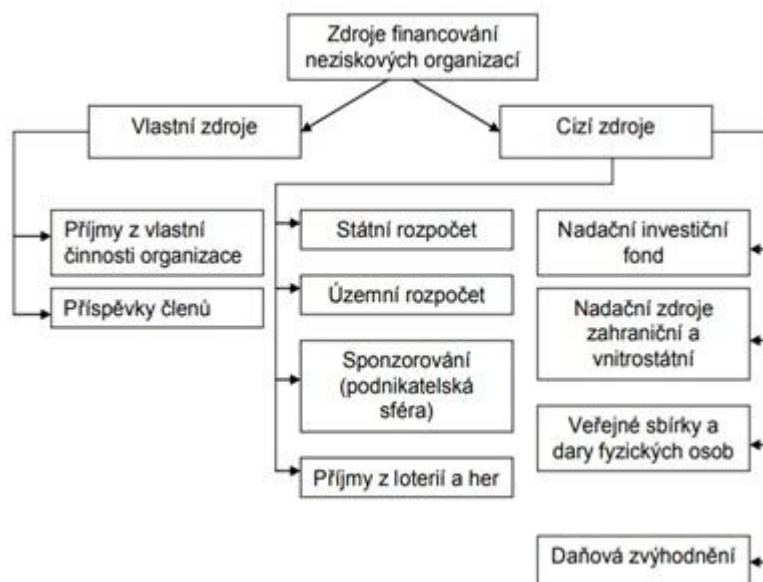 Zdroje financování
neziskových organizací
Vlastní zdroje
Cizí zdroje
Příjmy z vlastní
činnosti organizace
Příspěvky členů
Státní rozpočet
Územní rozpočet
Sponzorování
(podnikatelská
sféra)
Příjmy z loterií a her
Nadační investiční
fond
Nadační zdroje
zahraniční a
vnitrostátní
Veřejné sbírky a
dary fyzických osob
Daňová zvýhodnění